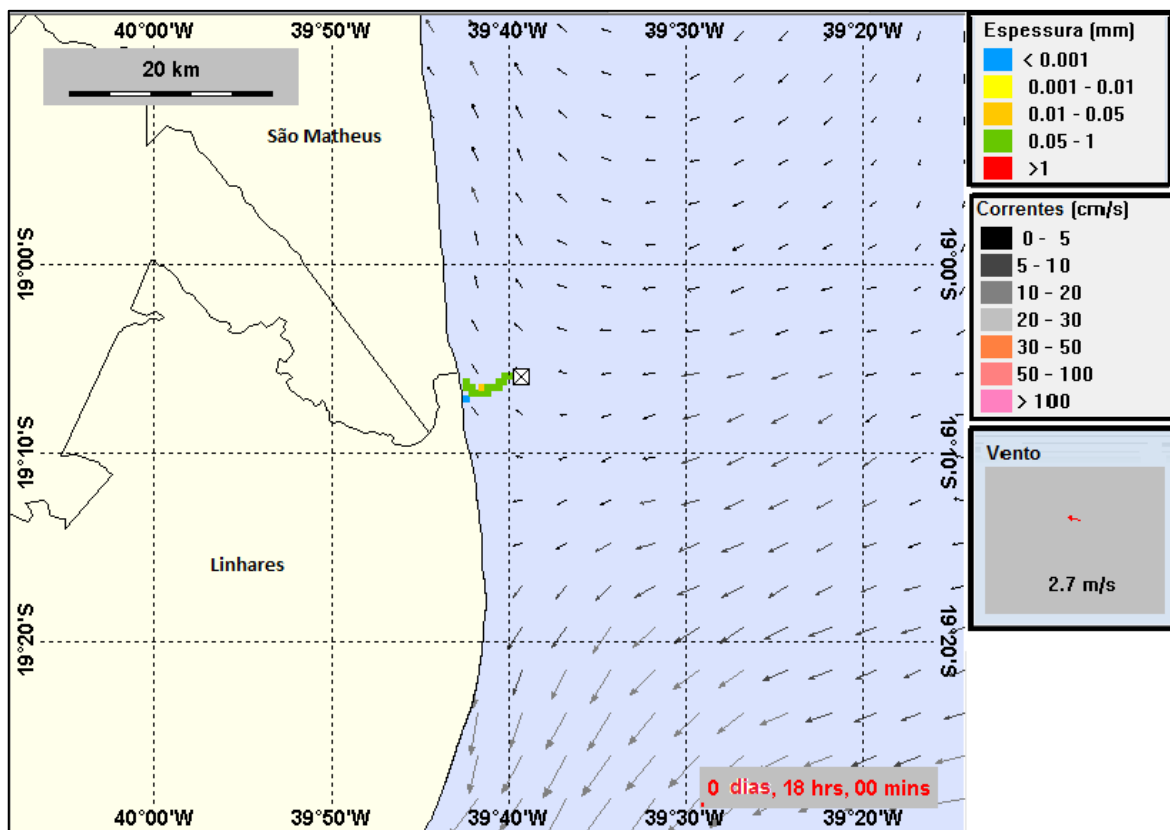 40°00'W 39°50'W 39°40'W 39°30'W 39°20'W
20 km
São Matheus
19°00'S 19°00'S
19°10'S 19°10'S
Linhares
19°20'S 19°20'S
0 dias, 18 hrs, 00 mins
40°00'W 39°50'W 39°40'W 39°30'W 39°20'W
Espessura (mm)
< 0.001
0.001 - 0.01
0.01 - 0.05
0.05 - 1
>1
Correntes (cm/s)
0 - 5
5 - 10
10 - 20
20 - 30
30 - 50
50 - 100
> 100
Vento
2.7 m/s